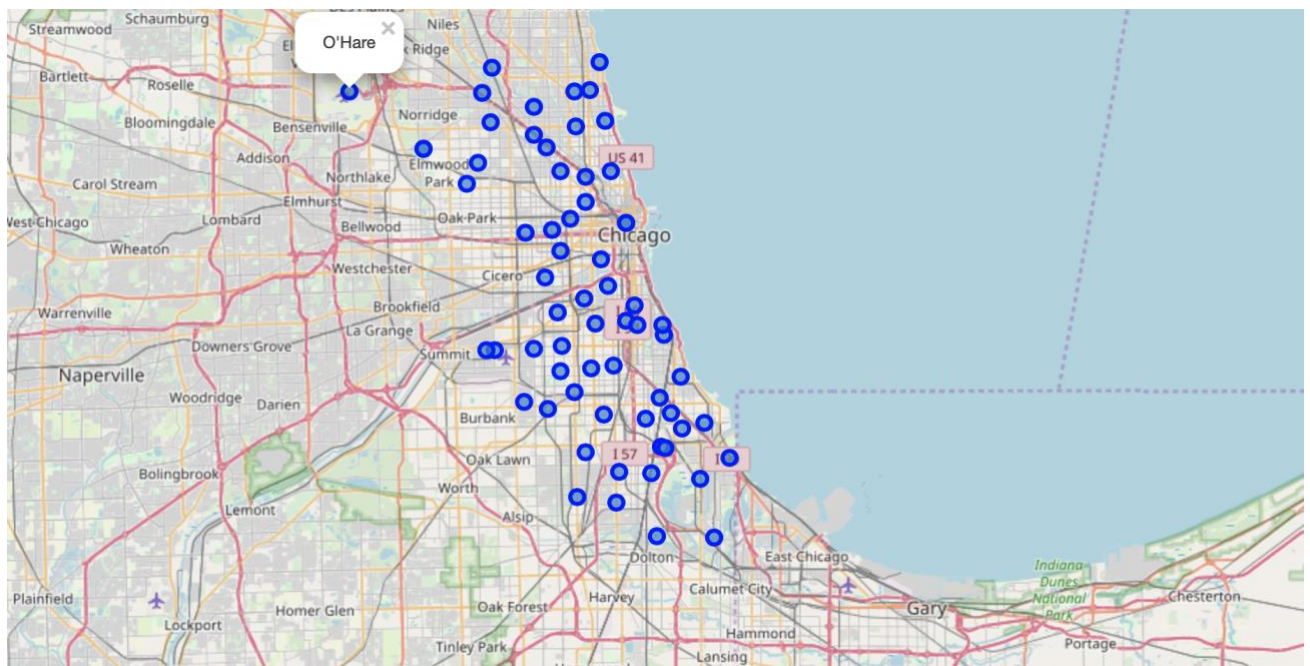 Schaumburg
Streamwood
Niles
O'Hare
×
Bartlett
Roselle
Norridge
Bloomingdale
Bensenville
US 41
Addison
Elmwood
Park
Northlake
Carol Stream
Elmhurst
Oak Park
Lombard
Bellwood
Chicago
Wheaton
Westchester
Cicero
Brookfield
Warrenville
La Grange
Downers Grove
Summit
Naperville
Woodridge
Darien
Burbank
I 57
Oak Lawn
Bolingbrook
Worth
Lemont
Alsip
Dolton
East Chicago
Calumet City
Indiana
Dunes
National
Park
Plainfield
Homer Glen
Oak Forest
Harvey
Gary
Chesterton
Lockport
Hammond
Portage
Tinley Park
Lansing